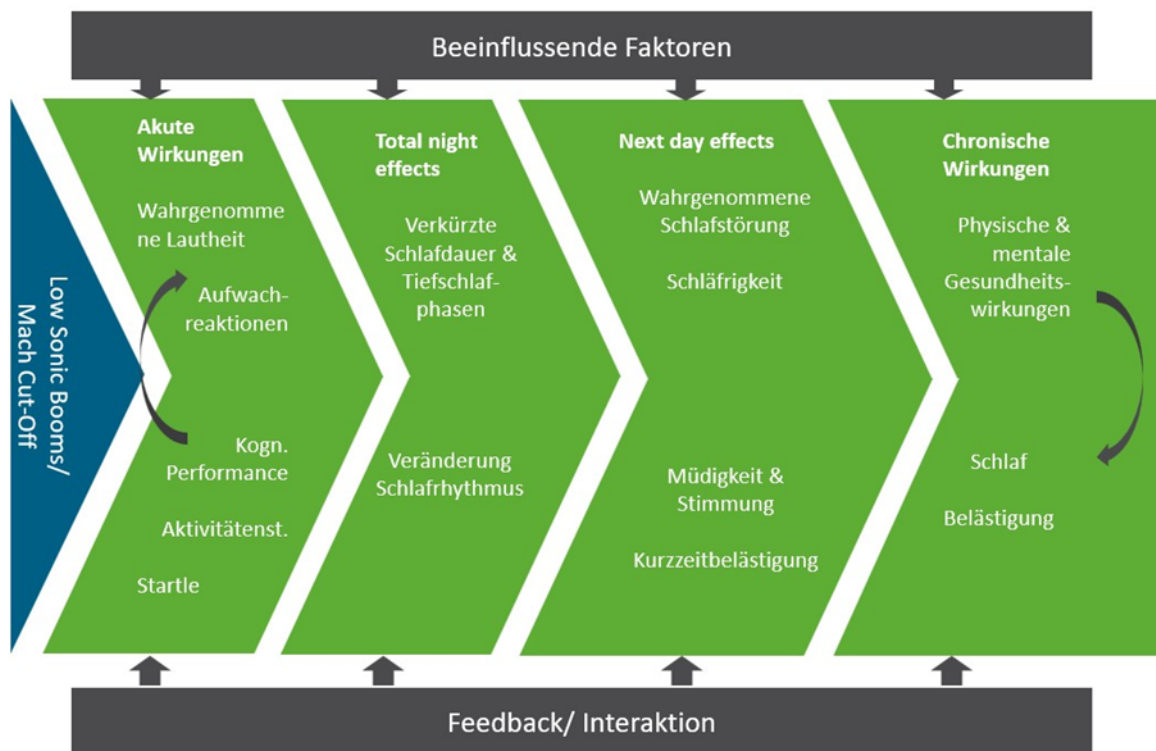 Beeinflussende Faktoren
Low Sonic Booms/
Mach Cut-Off
Akute
Wirkungen
Wahrgenomme
ne Lautheit
Aufwach-
reaktionen
Kogn.
Performance
Aktivitätenst.
Startle
Total night
effects
Verkürzte
Schlafdauer &
Tiefschlaf-
phasen
Veränderung
Schlafrhythmus
Next day effects
Wahrgenommene
Schlafstörung
Schläfrigkeit
Müdigkeit &
Stimmung
Kurzzeitbelästigung
Chronische
Wirkungen
Physische &
mentale
Gesundheits-
wirkungen
Schlaf
Belästigung
Feedback/ Interaktion